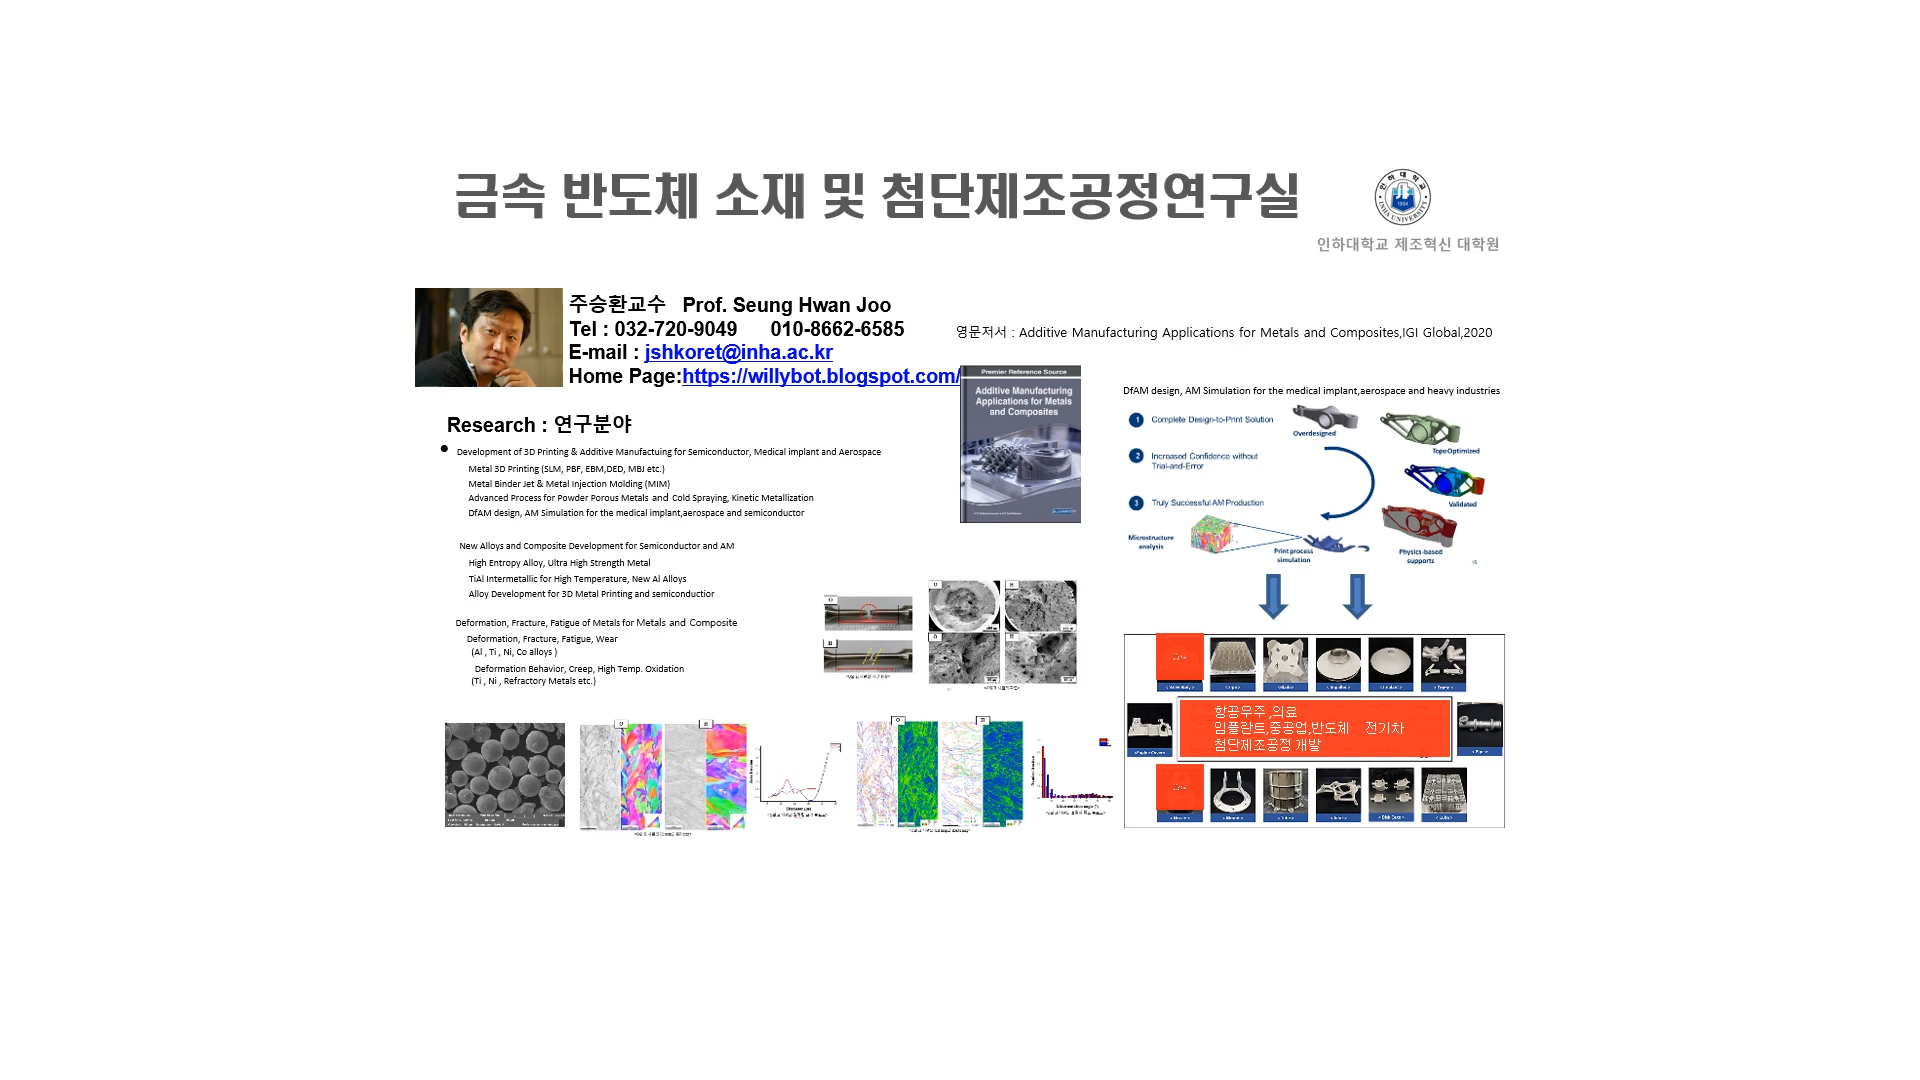 금속 반도체 소재 및 첨단제조공정연구실
인하대학교
INHA UNIVERSITY
1954
인하대학교 제조혁신 대학원
주승환교수 Prof. Seung Hwan Joo
Tel : 032-720-9049 010-8662-6585
E-mail : jshkoret@inha.ac.kr
Home Page:https://willybot.blogspot.com/
영문저서 : Additive Manufacturing Applications for Metals and Composites,IGI Global,2020
Premier Reference Source
Additive Manufacturing
Applications for Metals
and Composites
Research : 연구분야
● Development of 3D Printing & Additive Manufactuing for Semiconductor, Medical implant and Aerospace
Metal 3D Printing (SLM, PBF, EBM,DED, MBJ etc.)
Metal Binder Jet & Metal Injection Molding (MIM)
Advanced Process for Powder Porous Metals and Cold Spraying, Kinetic Metallization
DfAM design, AM Simulation for the medical implant,aerospace and semiconductor
New Alloys and Composite Development for Semiconductor and AM
High Entropy Alloy, Ultra High Strength Metal
TiAl Intermetallic for High Temperature, New Al Alloys
Alloy Development for 3D Metal Printing and semiconductior
Deformation, Fracture, Fatigue of Metals for Metals and Composite
Deformation, Fracture, Fatigue, Wear
(Al , Ti , Ni, Co alloys )
Deformation Behavior, Creep, High Temp. Oxidation
(Ti , Ni , Refractory Metals etc.)
DfAM design, AM Simulation for the medical implant,aerospace and heavy industries
1 Complete Design-to-Print Solution
2 Increased Confidence without
Trial-and-Error
3 Truly Successful AM Production
Overdesigned
Topo Optimized
Validated
Physics-based
supports
Print process
simulation
Microstructure
analysis
항공우주,의료
임플란트,중공업,반도체 전기차
첨단제조공정 개발